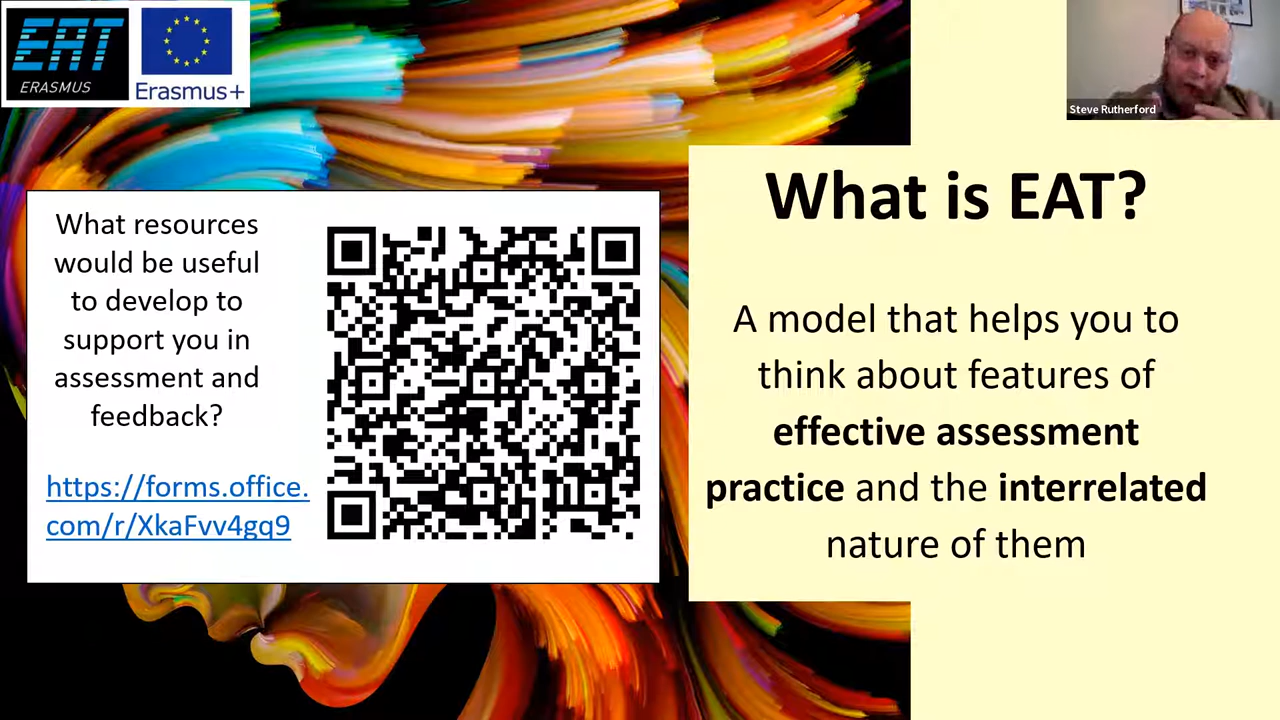 EAT
ERASMUS
Erasmus+
Steve Rutherford
What resources
would be useful
to develop to
support you in
assessment and
feedback?
https://forms.office.
com/r/XkaFvv4gq9
What is EAT?
A model that helps you to
think about features of
effective assessment
practice and the interrelated
nature of them